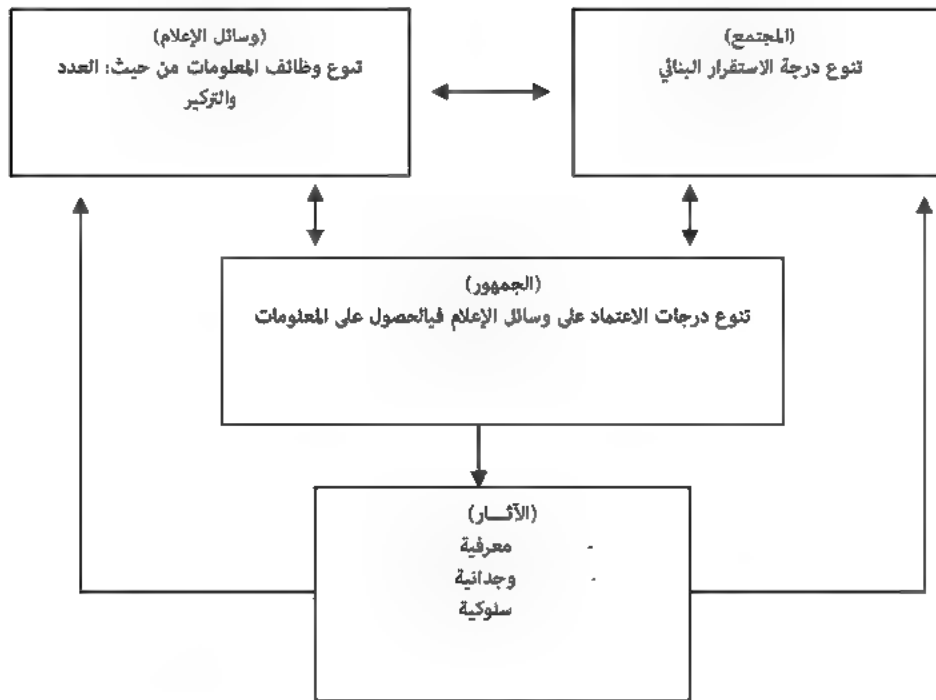 (المجتمع)
تنوع درجة الاستقرار البنائي
(وسائل الإعلام)
تنوع وظائف المعلومات من حيث: العدد
والتركيز
(الجمهور)
تنوع درجات الاعتماد على وسائل الإعلام فيالحصول على المعلومات
(الآثـــار)
- معرفية
- وجدانية
سلوكية